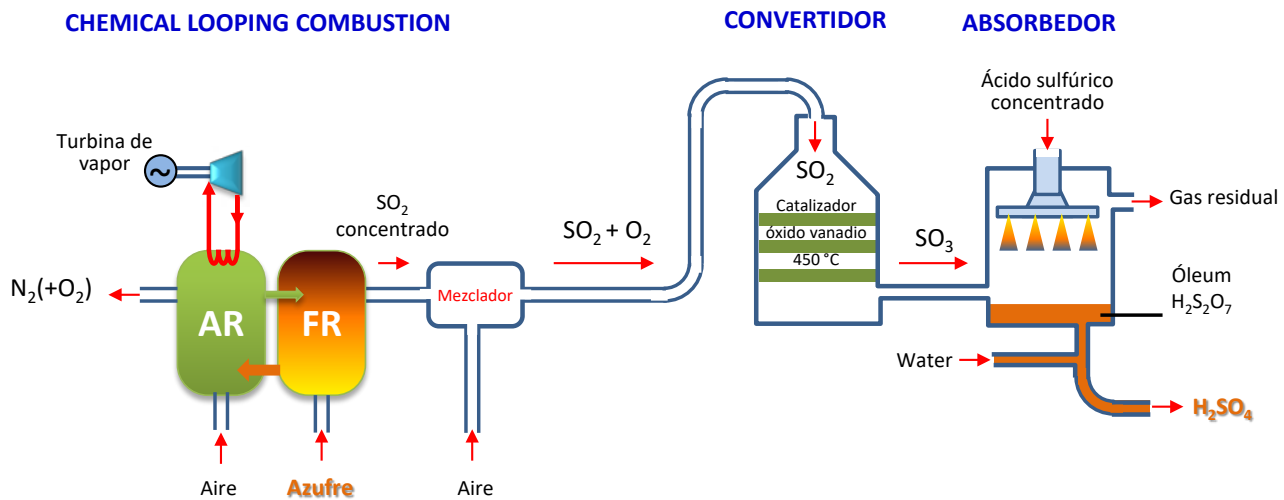 CHEMICAL LOOPING COMBUSTION
CONVERTIDOR
ABSORBEDOR
Turbina de
vapor
N₂(+O₂)
AR
FR
Aire
Azufre
SO₂
concentrado
Mezclador
Aire
SO₂ + O₂
SO₂
Catalizador
óxido vanadio
450 °C
SO₃
Ácido sulfúrico
concentrado
Gas residual
Óleum
H₂S₂O₇
Water
H₂SO₄